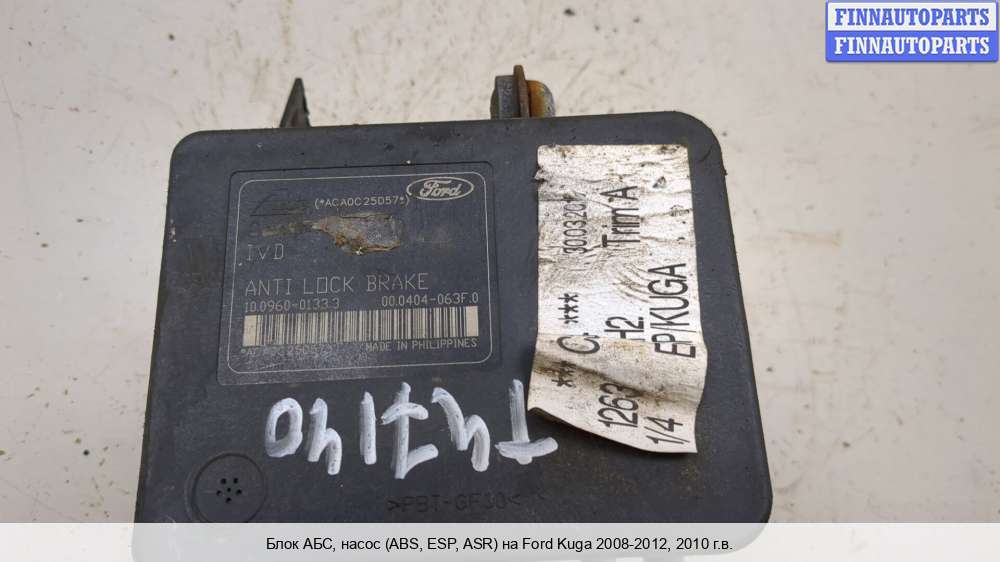 FINNAUTOPARTS
FINNAUTOPARTS
(*ACA0C25D57*)
Ford
IVD
ANTI LOCK BRAKE
10.0960-0133.3 00.0404-063F.0
MADE IN PHILIPPINES
*** ***
H2
EP/KUGA
Trim A
1/4
>PBT-GF30<
Блок АБС, насос (ABS, ESP, ASR) на Ford Kuga 2008-2012, 2010 г.в.